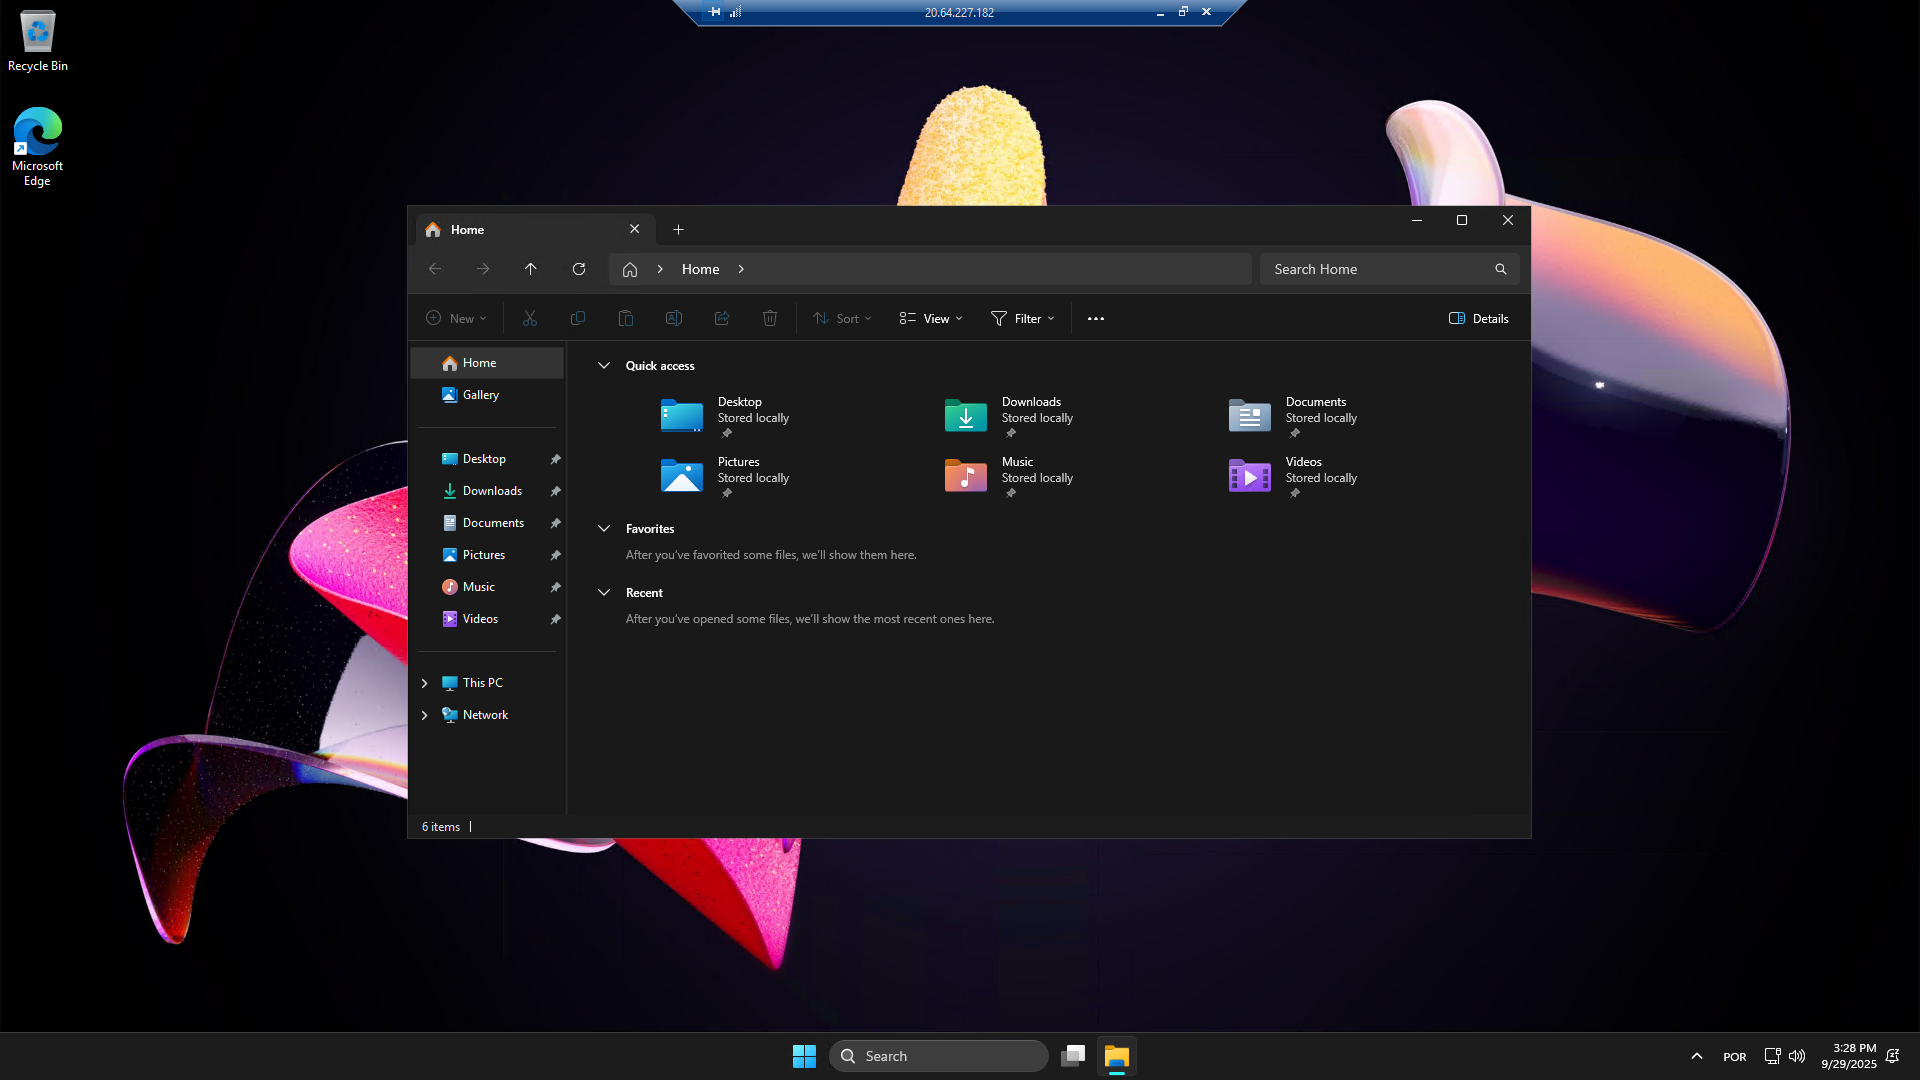 20.64.227.182
Recycle Bin
Microsoft
Edge
Home
Home
Search Home
New
Sort
View
Filter
Details
Home
Gallery
Desktop
Downloads
Documents
Pictures
Music
Videos
This PC
Network
Quick access
Desktop
Stored locally
Downloads
Stored locally
Documents
Stored locally
Pictures
Stored locally
Music
Stored locally
Videos
Stored locally
Favorites
After you've favorited some files, we'll show them here.
Recent
After you've opened some files, we'll show the most recent ones here.
6 items
Search
POR
3:28 PM
9/29/2025